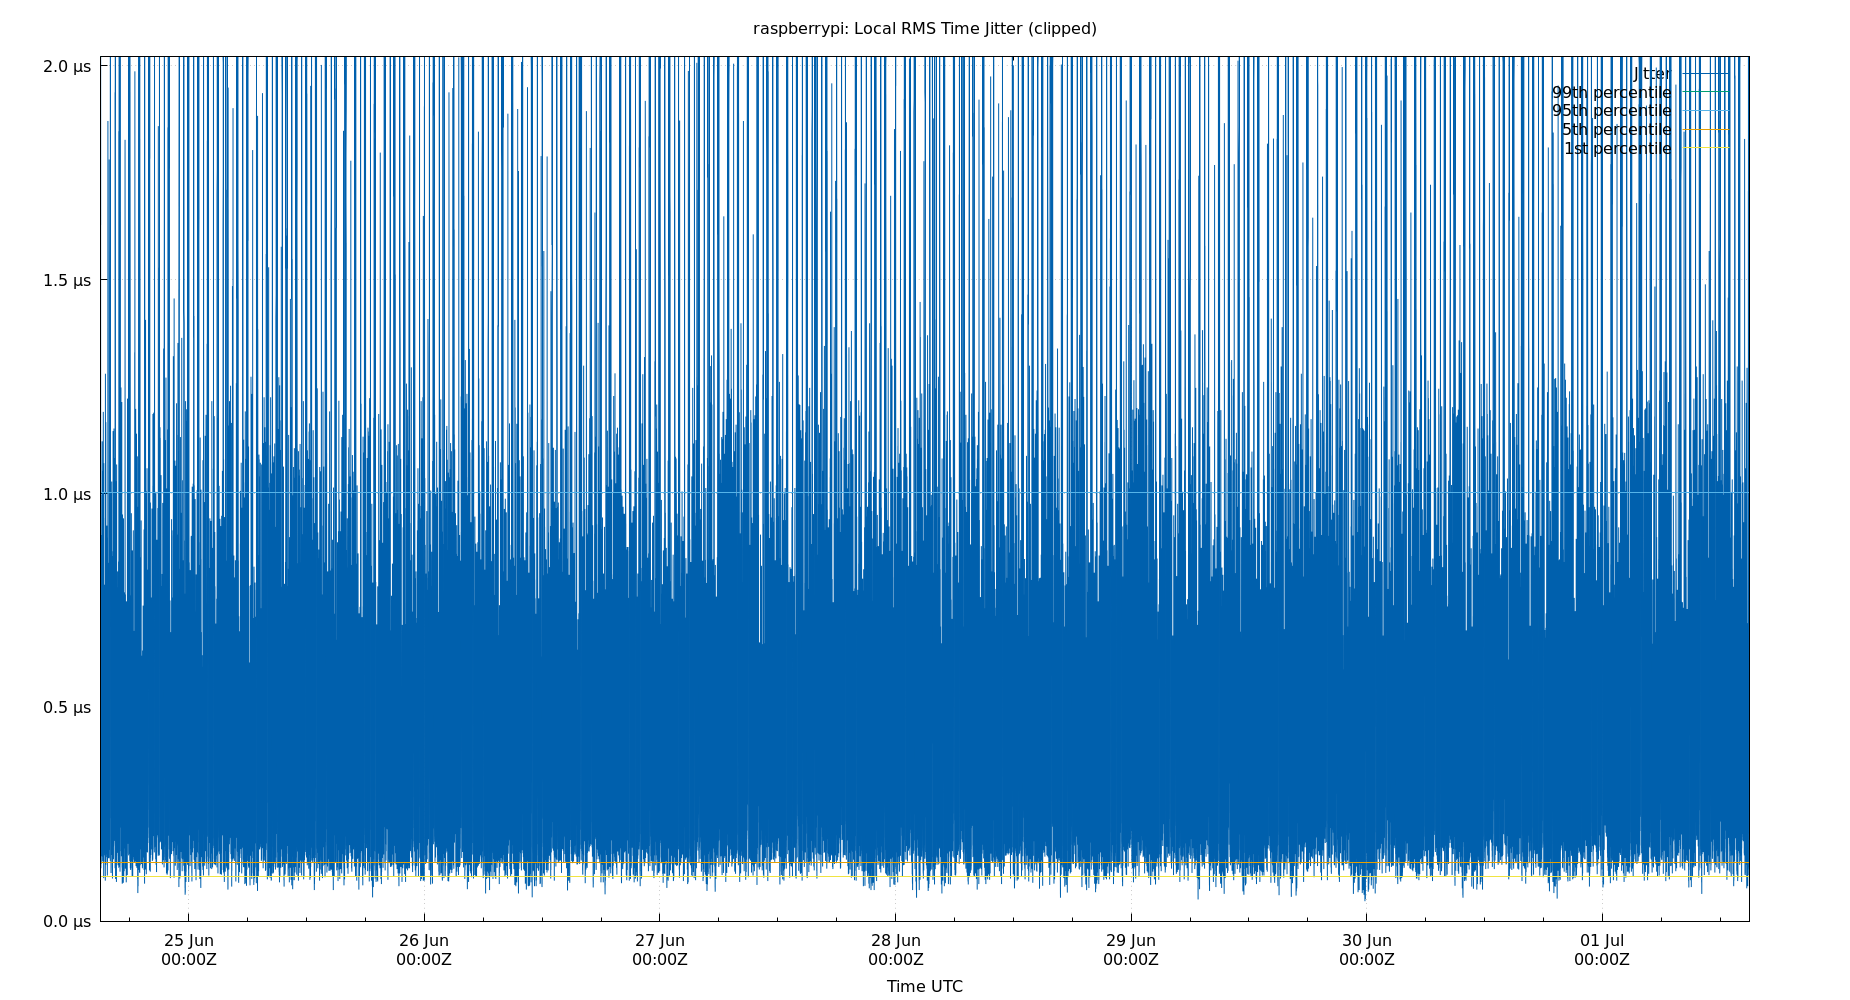 raspberrypi: Local RMS Time Jitter (clipped)
2.0 µs
1.5 µs
1.0 µs
0.5 µs
0.0 µs
Jitter
99th percentile
95th percentile
5th percentile
1st percentile
25 Jun
00:00Z
26 Jun
00:00Z
27 Jun
00:00Z
28 Jun
00:00Z
29 Jun
00:00Z
30 Jun
00:00Z
01 Jul
00:00Z
Time UTC